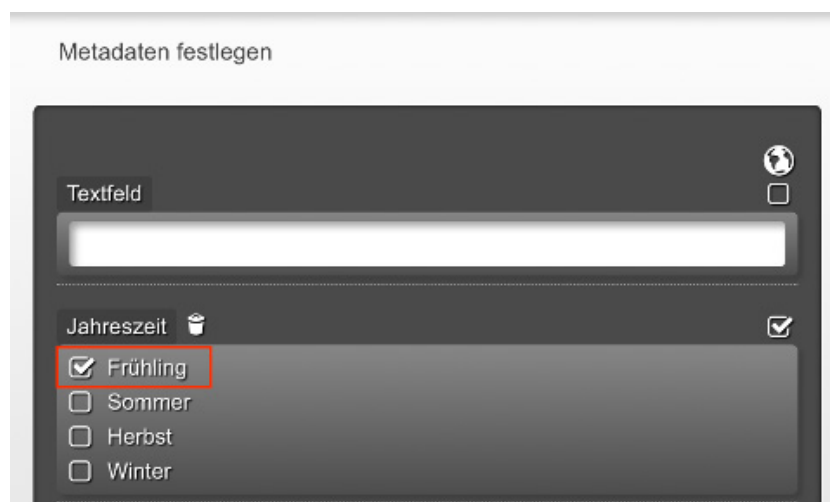 Metadaten festlegen
Textfeld
Jahreszeit
Frühling
Sommer
Herbst
Winter